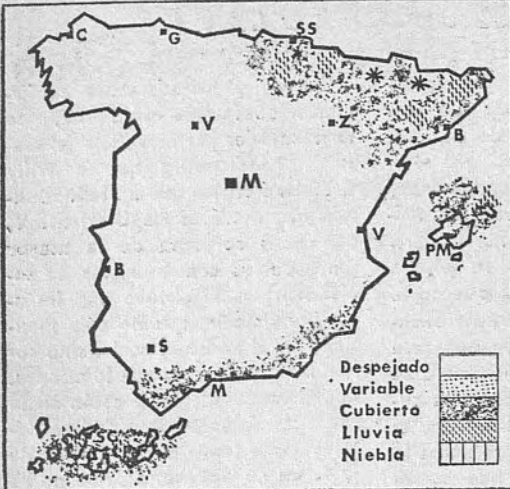 C
G
SS
V
Z
B
M
V
PM
B
S
M
SC
Despejado
Variable
Cubierto
Lluvia
Niebla